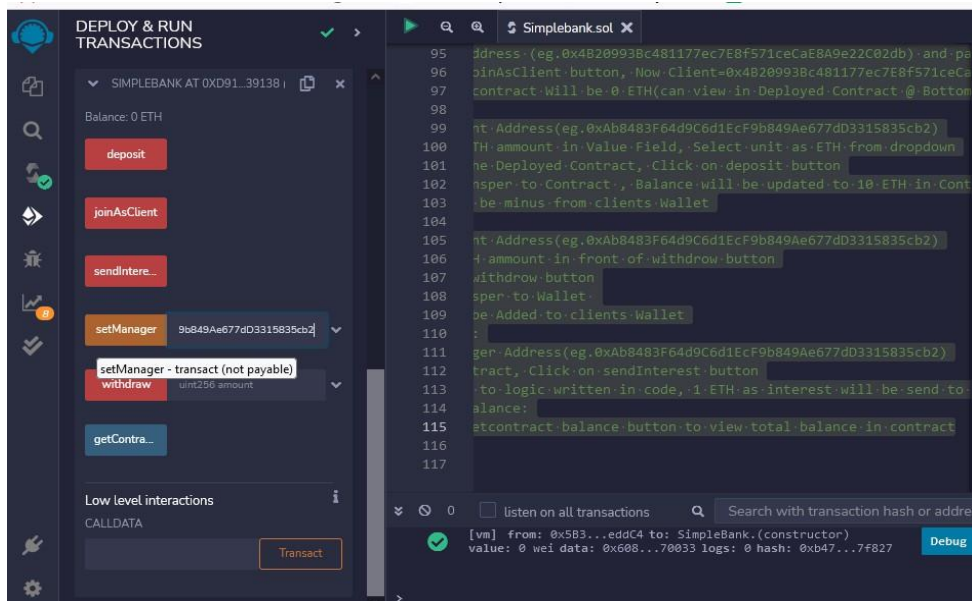 DEPLOY & RUN
TRANSACTIONS
SIMPLEBANK AT 0XD91...39138
Balance: 0 ETH
deposit
joinAsClient
sendIntere...
setManager 9b849Ae677dD3315835cb2
setManager - transact (not payable)
withdraw uint256 amount
getContra...
Low level interactions
i
CALLDATA
Transact
8
Simplebank.sol
95 ddress (eg.0x4B20993Bc481177ec7E8f571ceCaE8A9e22C02db) and pa
96 oinAsClient button, Now Client=0x4B20993Bc481177ec7E8f571ceCa
97 contract Will be 0 ETH(can view in Deployed Contract @ Bottom
98
99 nt Address(eg.0xAb8483F64d9C6d1EcF9b849Ae677dD3315835cb2)
100 TH ammount in Value Field, Select unit as ETH from dropdown
101 he Deployed Contract, Click on deposit button
102 nsper to Contract , Balance will be updated to 10 ETH in Cont
103 be minus from clients Wallet
104
105 nt Address(eg.0xAb8483F64d9C6d1EcF9b849Ae677dD3315835cb2)
106 H ammount in front of withdrow button
107 withdrow button
108 sper to Wallet
109 be Added to clients Wallet
110 :
111 ger Address(eg.0xAb8483F64d9C6d1EcF9b849Ae677dD3315835cb2)
112 tract, Click on sendInterest button
113 to logic written in code, 1 ETH as interest will be send to
114 alance:
115 etcontract balance button to view total balance in contract
116
117
0 listen on all transactions Search with transaction hash or addre
[vm] from: 0x5B3...eddC4 to: SimpleBank.(constructor)
value: 0 wei data: 0x608...70033 logs: 0 hash: 0xb47...7f827
Debug
>